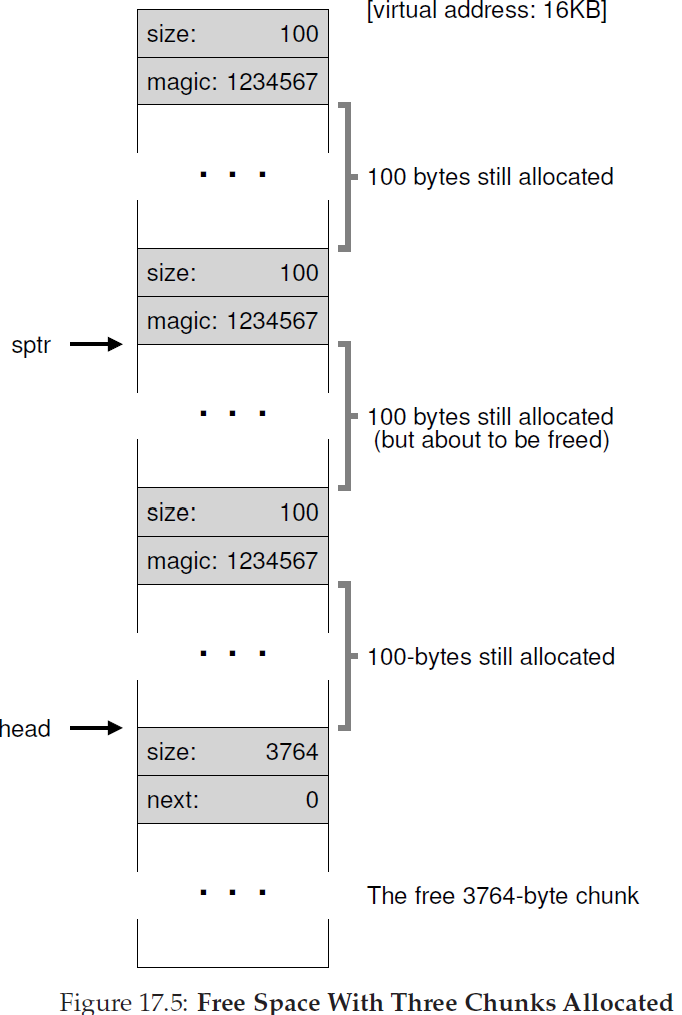 [virtual address: 16KB]
size: 100
magic: 1234567
. . .
100 bytes still allocated
size: 100
magic: 1234567
sptr
. . .
100 bytes still allocated
(but about to be freed)
size: 100
magic: 1234567
. . .
100-bytes still allocated
head
size: 3764
next: 0
. . .
The free 3764-byte chunk
Figure 17.5: Free Space With Three Chunks Allocated